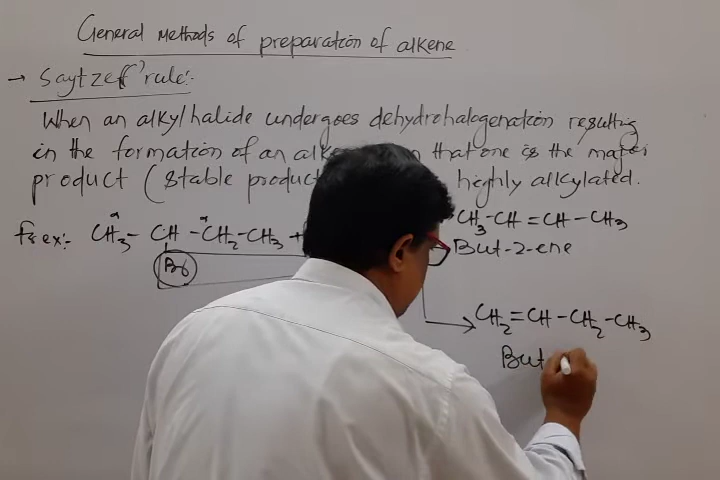 General Methods of preparation of alkene
→ Saytzeff' rule:-
When an alkylhalide undergoes dehydrohalogenation resulting
in the formation of an alk that one is the major
product (stable product highly alkylated.
CH3-CH=CH-CH3
for ex:- CH3-CH-CH2-CH3 +
But-2-ene
Br
CH2=CH-CH2-CH3
But